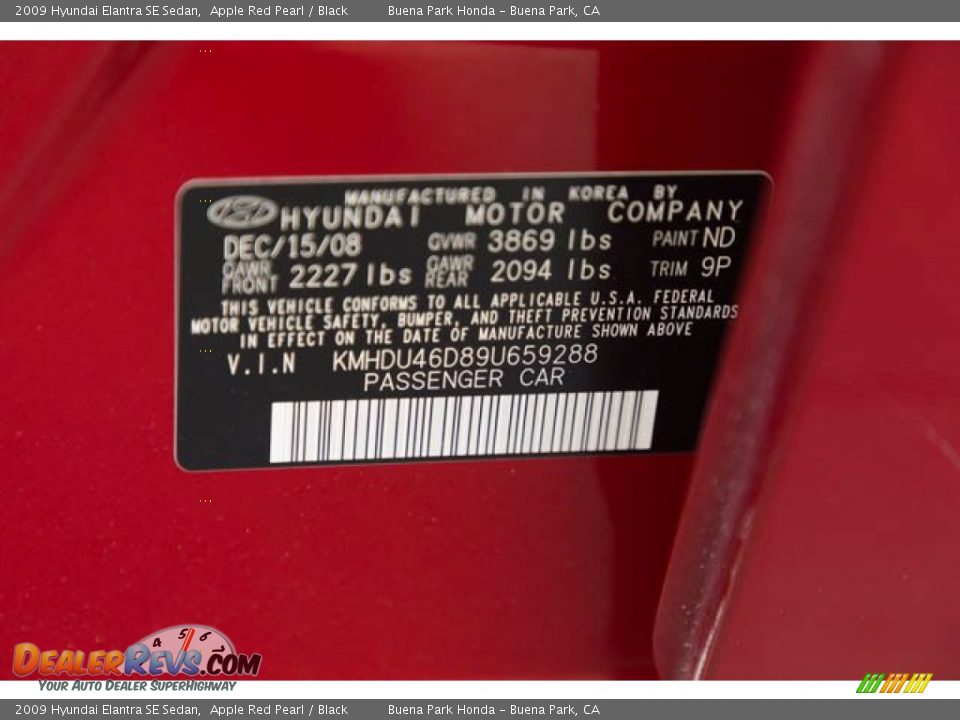 2009 Hyundai Elantra SE Sedan, Apple Red Pearl / Black Buena Park Honda - Buena Park, CA
MANUFACTURED IN KOREA BY
HYUNDAI MOTOR COMPANY
DEC/15/08 GVWR 3869 lbs PAINT ND
GAWR FRONT 2227 lbs GAWR REAR 2094 lbs TRIM 9P
THIS VEHICLE CONFORMS TO ALL APPLICABLE U.S.A. FEDERAL
MOTOR VEHICLE SAFETY, BUMPER, AND THEFT PREVENTION STANDARDS
IN EFFECT ON THE DATE OF MANUFACTURE SHOWN ABOVE
V.I.N KMHDU46D89U659288
PASSENGER CAR
4 5 6
DEALERREVS.COM
YOUR AUTO DEALER SUPERHIGHWAY
2009 Hyundai Elantra SE Sedan, Apple Red Pearl / Black Buena Park Honda - Buena Park, CA